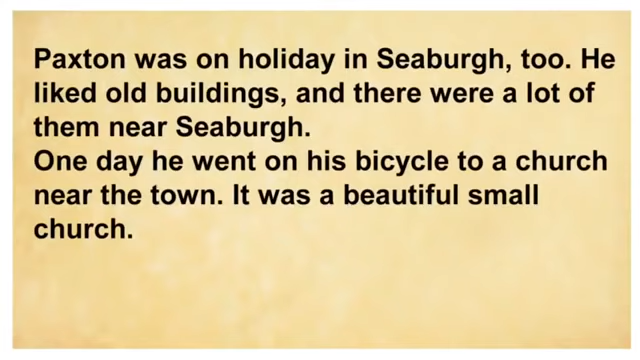 Paxton was on holiday in Seaburgh, too. He
liked old buildings, and there were a lot of
them near Seaburgh.
One day he went on his bicycle to a church
near the town. It was a beautiful small
church.